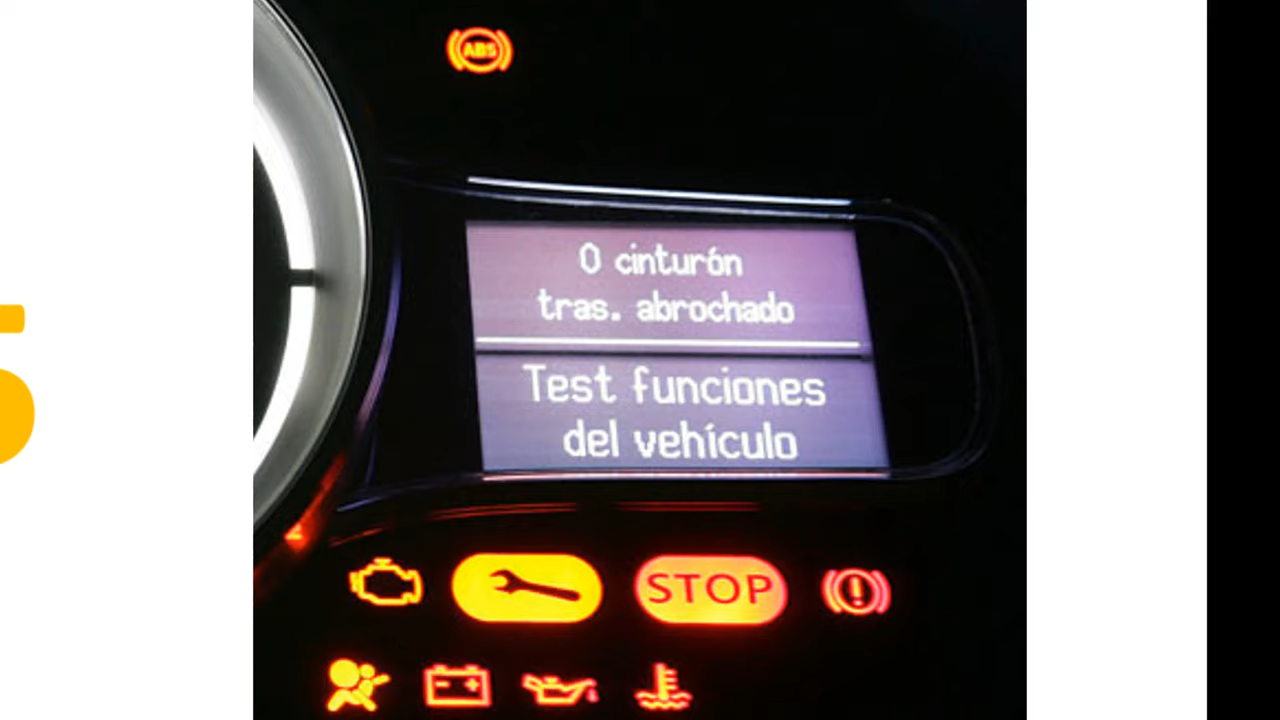 ABS
0 cinturón
tras. abrochado
Test funciones
del vehículo
STOP